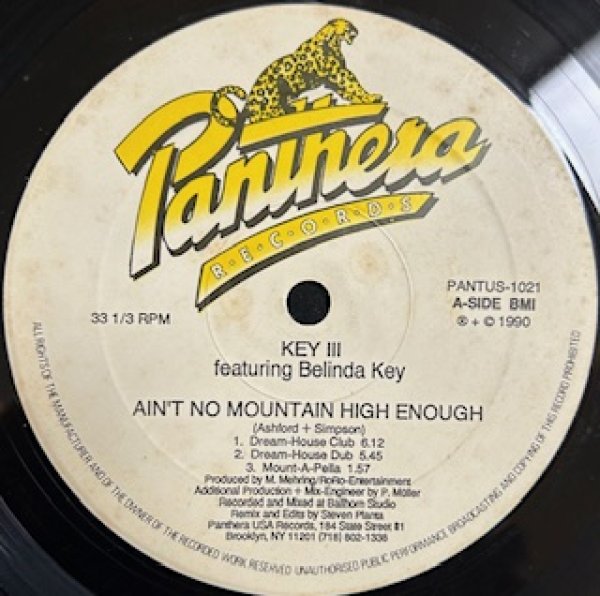 Panthera
RECORDS
PANTUS-1021
A-SIDE BMI
℗ + © 1990
33 1/3 RPM
KEY III
featuring Belinda Key
AIN'T NO MOUNTAIN HIGH ENOUGH
(Ashford + Simpson)
1. Dream-House Club 6.12
2. Dream-House Dub 5.45
3. Mount-A-Pella 1.57
Produced by M. Mehring/RoRo-Entertainment
Additional Production + Mix-Engineer by P. Müller
Recorded and Mixed at Ballhorn Studio
Remix and Edits by Steven Planta
Panthera USA Records, 184 State Street #1
Brooklyn, NY 11201 (718) 802-1336
ALL RIGHTS OF THE MANUFACTURER AND OF THE OWNER OF THE RECORDED WORK RESERVED UNAUTHORISED PUBLIC PERFORMANCE BROADCASTING AND COPYING OF THIS RECORD PROHIBITED